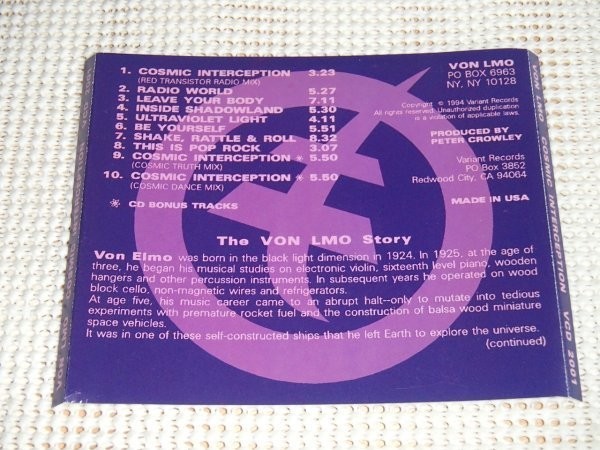 1. COSMIC INTERCEPTION 3.23
(RED TRANSISTOR RADIO MIX)
2. RADIO WORLD 5.27
3. LEAVE YOUR BODY 7.11
4. INSIDE SHADOWLAND 5.30
5. ULTRAVIOLET LIGHT 4.11
6. BE YOURSELF 5.51
7. SHAKE, RATTLE & ROLL 8.32
8. THIS IS POP ROCK 3.07
9. COSMIC INTERCEPTION * 5.50
(COSMIC TRUTH MIX)
10. COSMIC INTERCEPTION * 5.50
(COSMIC DANCE MIX)
* CD BONUS TRACKS
VON LMO
PO BOX 6963
NY, NY 10128
Copyright © 1994 Variant Records
All rights reserved. Unauthorized duplication
is a violation of applicable laws.
PRODUCED BY
PETER CROWLEY
Variant Records
PO Box 3852
Redwood City, CA 94064
MADE IN USA
The VON LMO Story
Von Elmo was born in the black light dimension in 1924. In 1925, at the age of
three, he began his musical studies on electronic violin, sixteenth level piano, wooden
hangers and other percussion instruments. In subsequent years he operated on wood
block cello, non-magnetic wires and refrigerators.
At age five, his music career came to an abrupt halt--only to mutate into tedious
experiments with premature rocket fuel and the construction of balsa wood miniature
space vehicles.
It was in one of these self-constructed ships that he left Earth to explore the universe.
(continued)
VON LMO COSMIC INTERCEPTION VCD 2001